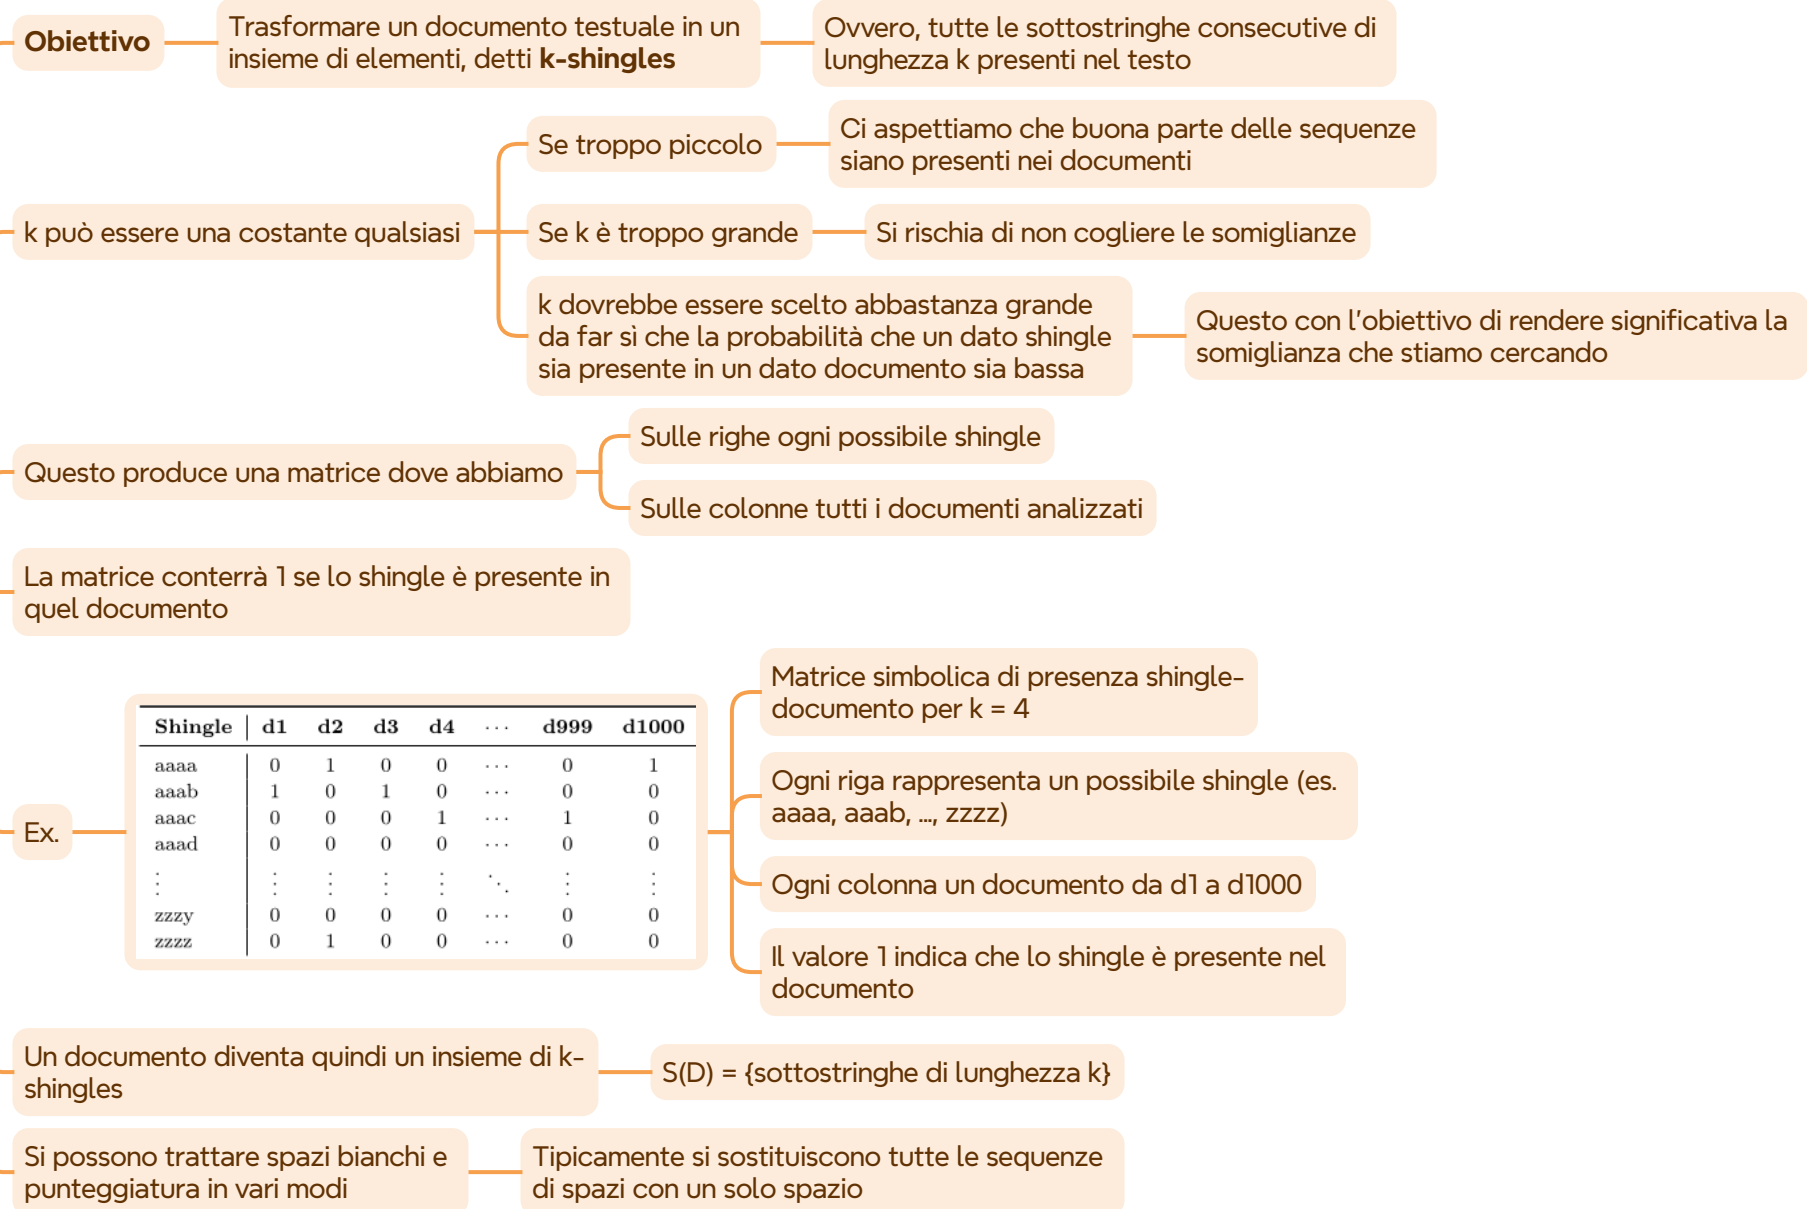 Obiettivo
Trasformare un documento testuale in un
insieme di elementi, detti k-shingles
Ovvero, tutte le sottostringhe consecutive di
lunghezza k presenti nel testo
k può essere una costante qualsiasi
Se troppo piccolo
Ci aspettiamo che buona parte delle sequenze
siano presenti nei documenti
Se k è troppo grande
Si rischia di non cogliere le somiglianze
k dovrebbe essere scelto abbastanza grande
da far sì che la probabilità che un dato shingle
sia presente in un dato documento sia bassa
Questo con l'obiettivo di rendere significativa la
somiglianza che stiamo cercando
Questo produce una matrice dove abbiamo
Sulle righe ogni possibile shingle
Sulle colonne tutti i documenti analizzati
La matrice conterrà 1 se lo shingle è presente in
quel documento
Ex.
Shingle d1 d2 d3 d4 ⋯ d999 d1000
aaaa 0 1 0 0 ⋯ 0 1
aaab 1 0 1 0 ⋯ 0 0
aaac 0 0 0 1 ⋯ 1 0
aaad 0 0 0 0 ⋯ 0 0
⋮ ⋮ ⋮ ⋮ ⋮ ⋱ ⋮ ⋮
zzzy 0 0 0 0 ⋯ 0 0
zzzz 0 1 0 0 ⋯ 0 0
Matrice simbolica di presenza shingle-
documento per k = 4
Ogni riga rappresenta un possibile shingle (es.
aaaa, aaab, ..., zzzz)
Ogni colonna un documento da d1 a d1000
Il valore 1 indica che lo shingle è presente nel
documento
Un documento diventa quindi un insieme di k-
shingles
S(D) = {sottostringhe di lunghezza k}
Si possono trattare spazi bianchi e
punteggiatura in vari modi
Tipicamente si sostituiscono tutte le sequenze
di spazi con un solo spazio